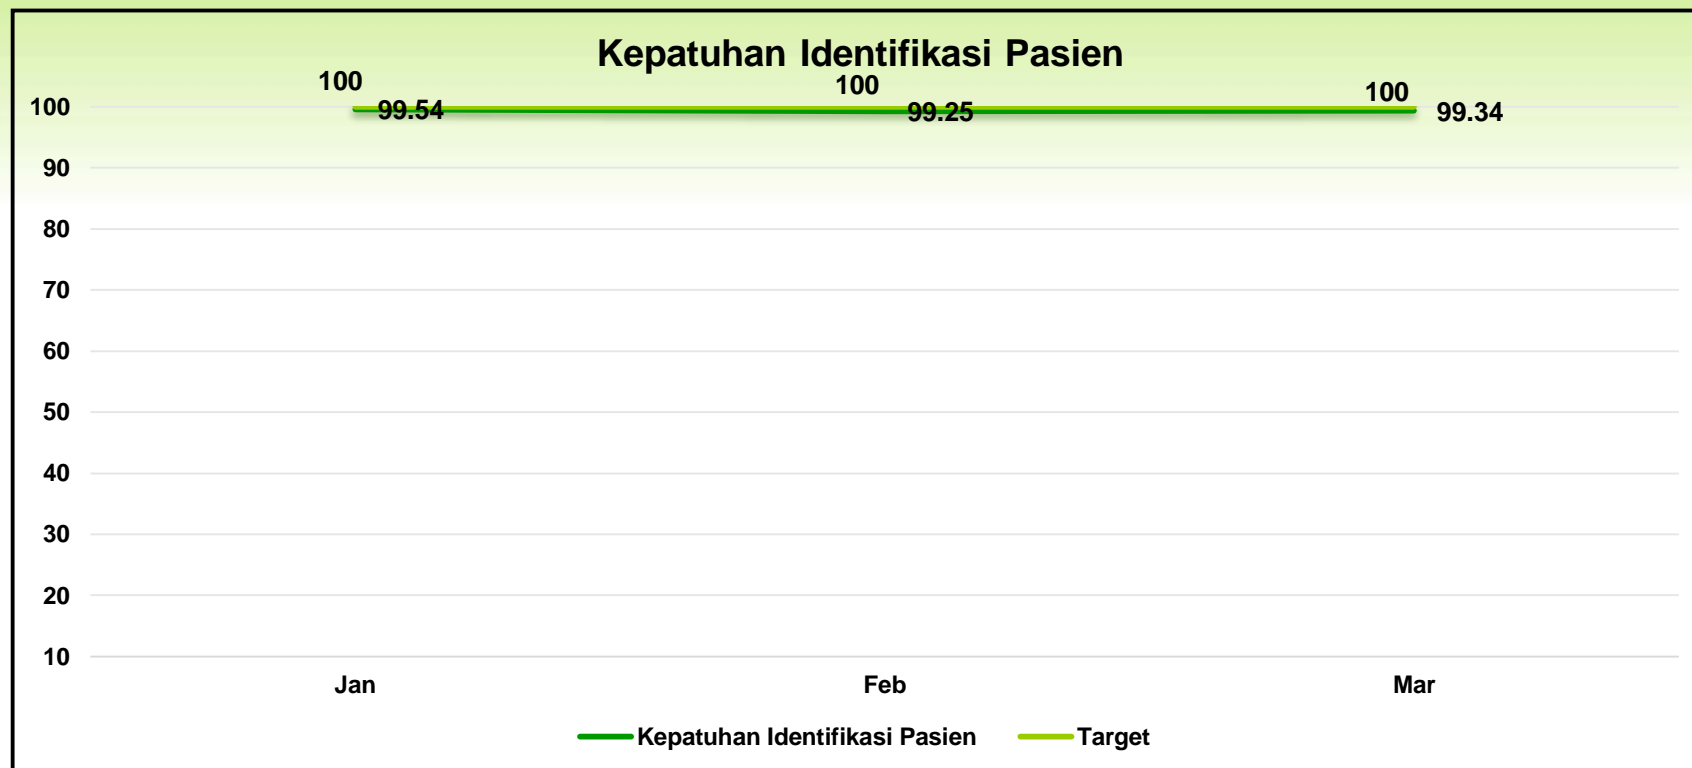 Kepatuhan Identifikasi Pasien
100 100 100
99.54 99.25 99.34
100
90
80
70
60
50
40
30
20
10
Jan Feb Mar
Kepatuhan Identifikasi Pasien Target